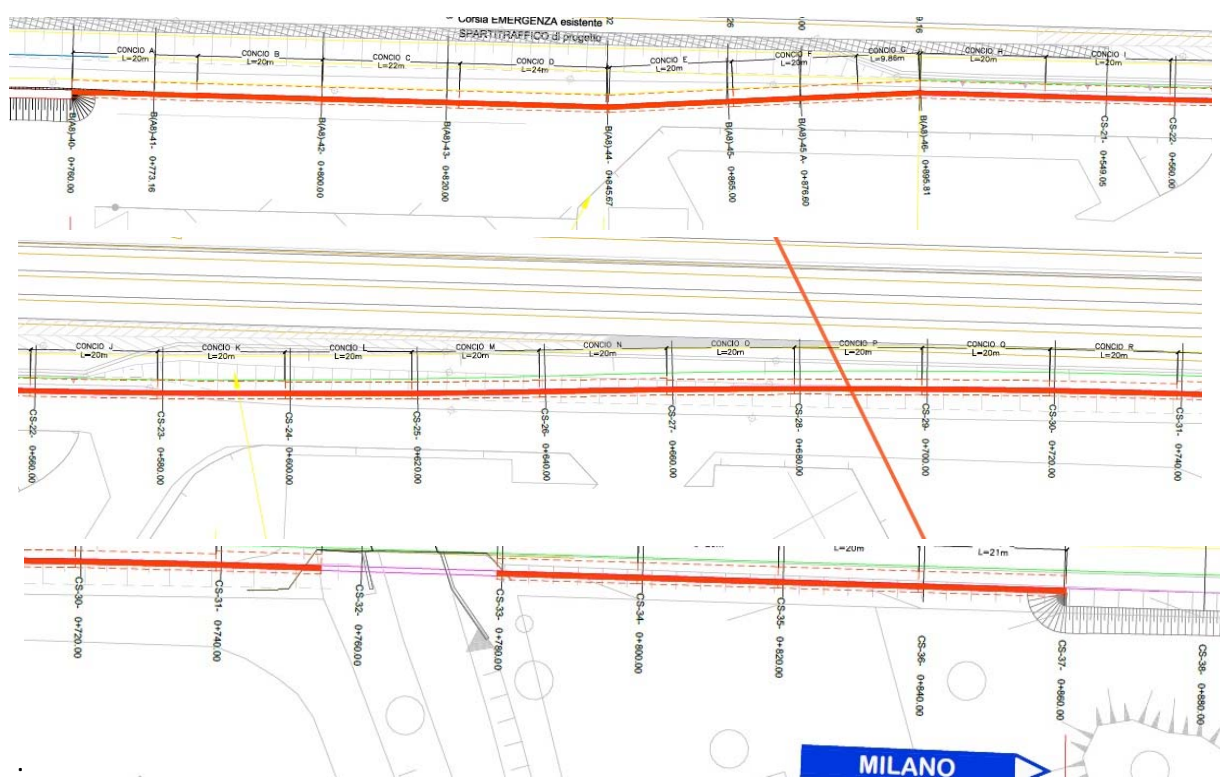 Corsia EMERGENZA esistente
SPARTITRAFFICO di progetto
CONCIO A
L=20m
CONCIO B
L=20m
CONCIO C
L=22m
CONCIO D
L=24m
CONCIO E
L=20m
CONCIO F
L=20m
CONCIO G
L=9,86m
CONCIO H
L=20m
CONCIO I
L=20m
B(A8)-40- 0+760.00
B(A8)-41- 0+773.16
B(A8)-42- 0+800.00
B(A8)-43- 0+820.00
B(A8)-44- 0+845.67
B(A8)-45- 0+865.00
B(A8)-45 A- 0+876.60
B(A8)-46- 0+895.81
CS-21- 0+549.05
CS-22- 0+560.00
CONCIO J
L=20m
CONCIO K
L=20m
CONCIO L
L=20m
CONCIO M
L=20m
CONCIO N
L=20m
CONCIO O
L=20m
CONCIO P
L=20m
CONCIO Q
L=20m
CONCIO R
L=20m
CS-22- 0+560.00
CS-23- 0+580.00
CS-24- 0+600.00
CS-25- 0+620.00
CS-26- 0+640.00
CS-27- 0+660.00
CS-28- 0+680.00
CS-29- 0+700.00
CS-30- 0+720.00
CS-31- 0+740.00
L=20m
L=21m
CS-30- 0+720.00
CS-31- 0+740.00
CS-32- 0+760.00
CS-33- 0+780.00
CS-34- 0+800.00
CS-35- 0+820.00
CS-36- 0+840.00
CS-37- 0+860.00
CS-38- 0+880.00
MILANO